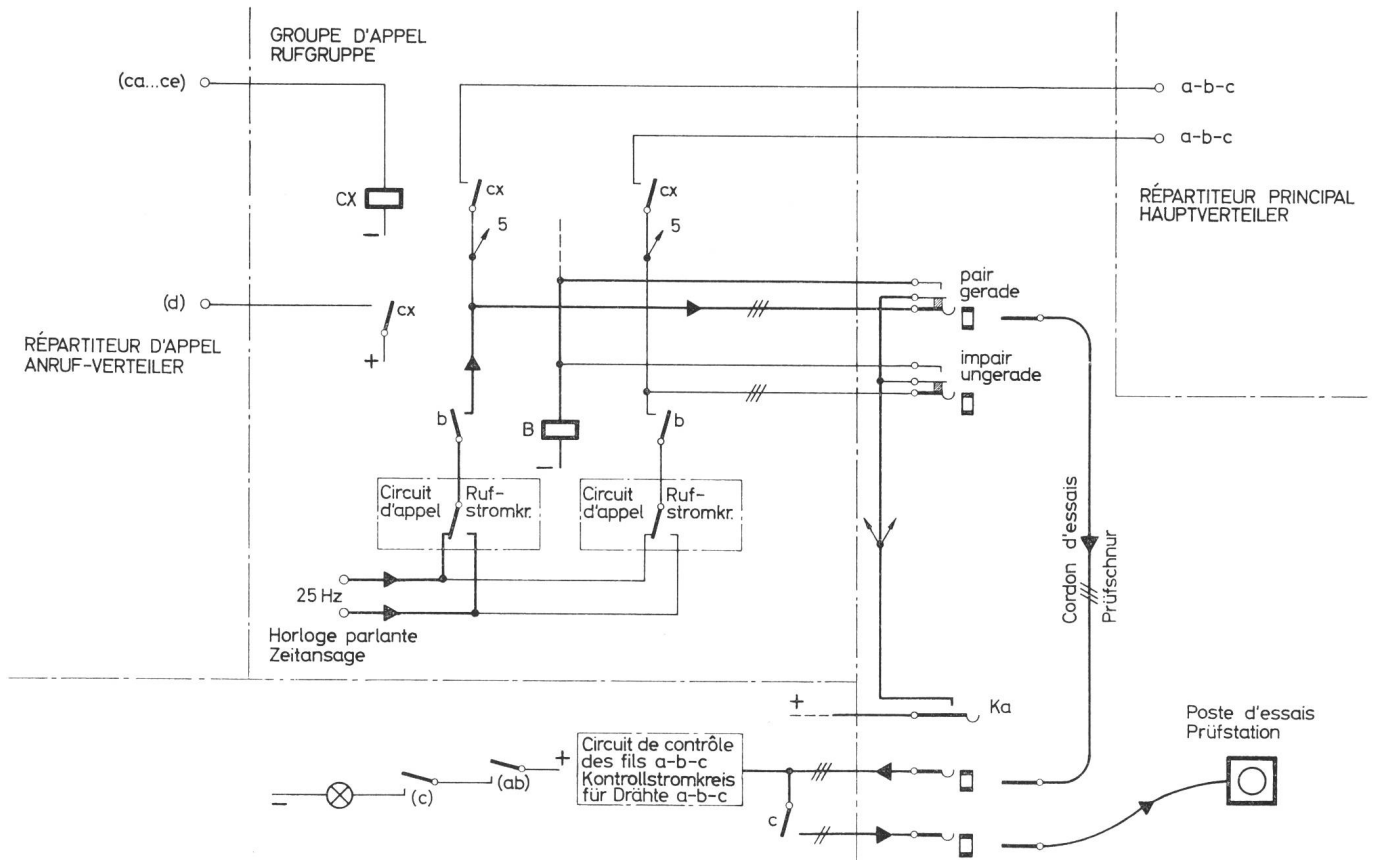 GROUPE D'APPEL
RUFGRUPPE
(ca...ce)
a-b-c
a-b-c
CX
−
cx
cx
5
5
RÉPARTITEUR PRINCIPAL
HAUPTVERTEILER
(d)
cx
+
pair
gerade
RÉPARTITEUR D'APPEL
ANRUF-VERTEILER
impair
ungerade
b
B
−
b
Circuit
d'appel
Ruf-
stromkr.
Circuit
d'appel
Ruf-
stromkr.
25 Hz
Horloge parlante
Zeitansage
Cordon d'essais
Prüfschnur
+
Ka
Poste d'essais
Prüfstation
−
(c)
(ab)
+
Circuit de contrôle
des fils a-b-c
Kontrollstromkreis
für Drähte a-b-c
c